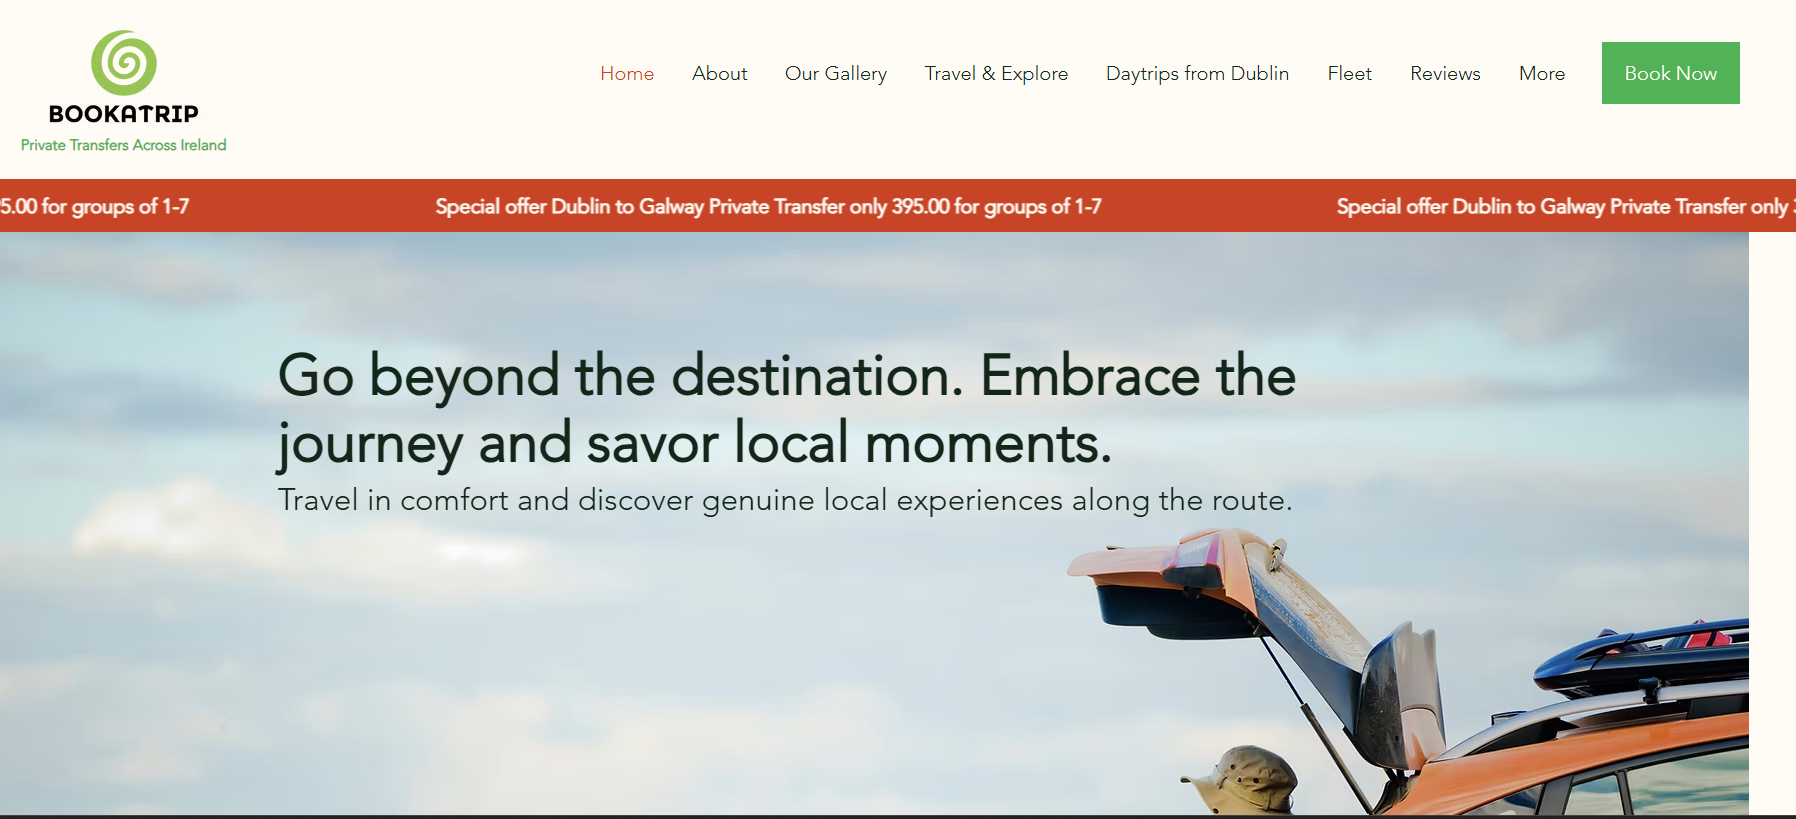 BOOKATRIP
Private Transfers Across Ireland
Home About Our Gallery Travel & Explore Daytrips from Dublin Fleet Reviews More Book Now
5.00 for groups of 1-7 Special offer Dublin to Galway Private Transfer only 395.00 for groups of 1-7 Special offer Dublin to Galway Private Transfer only
Go beyond the destination. Embrace the
journey and savor local moments.
Travel in comfort and discover genuine local experiences along the route.